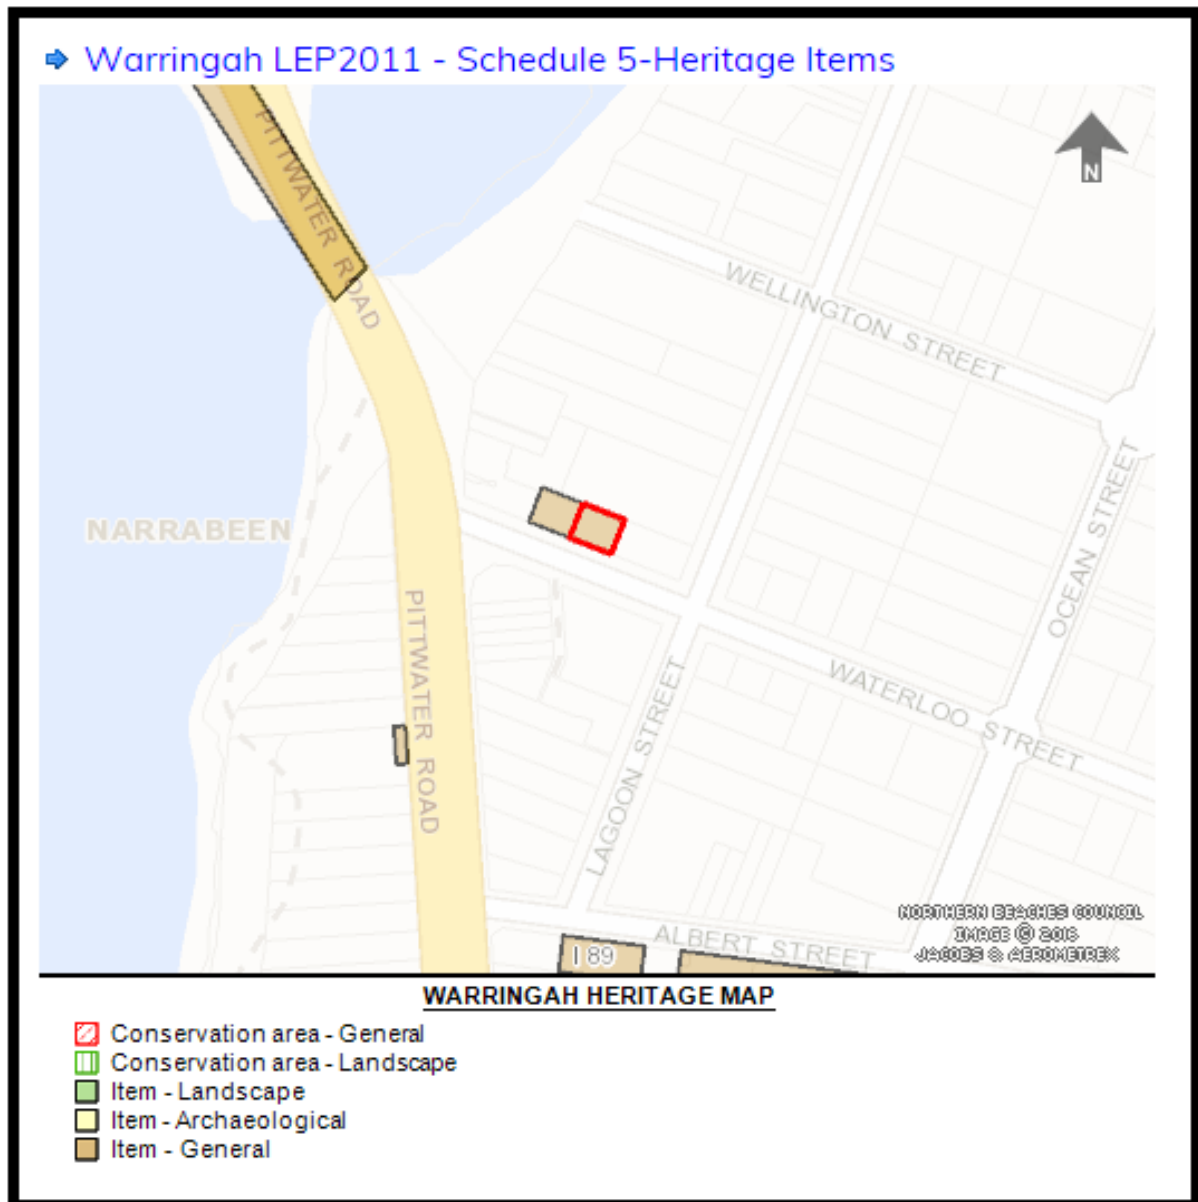 Warringah LEP2011 - Schedule 5-Heritage Items
PITTWATER ROAD
N
WELLINGTON STREET
NARRABEEN
OCEAN STREET
PITTWATER ROAD
LAGOON STREET
WATERLOO STREET
ALBERT STREET
I 89
NORTHERN BEACHES COUNCIL
IMAGE © 2016
JACOBS & AEROMETREX
WARRINGAH HERITAGE MAP
Conservation area - General
Conservation area - Landscape
Item - Landscape
Item - Archaeological
Item - General